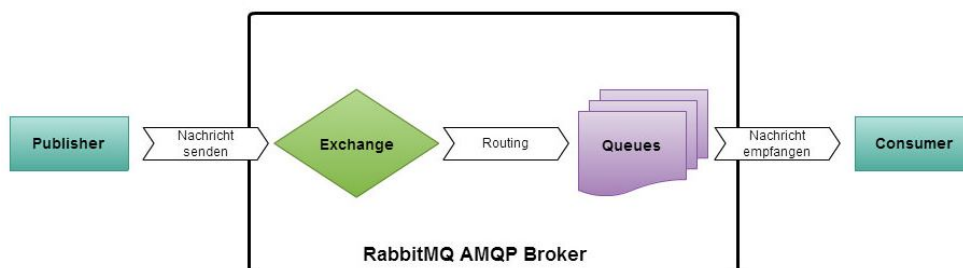 Publisher
Nachricht
senden
Exchange
Routing
Queues
Nachricht
empfangen
Consumer
RabbitMQ AMQP Broker